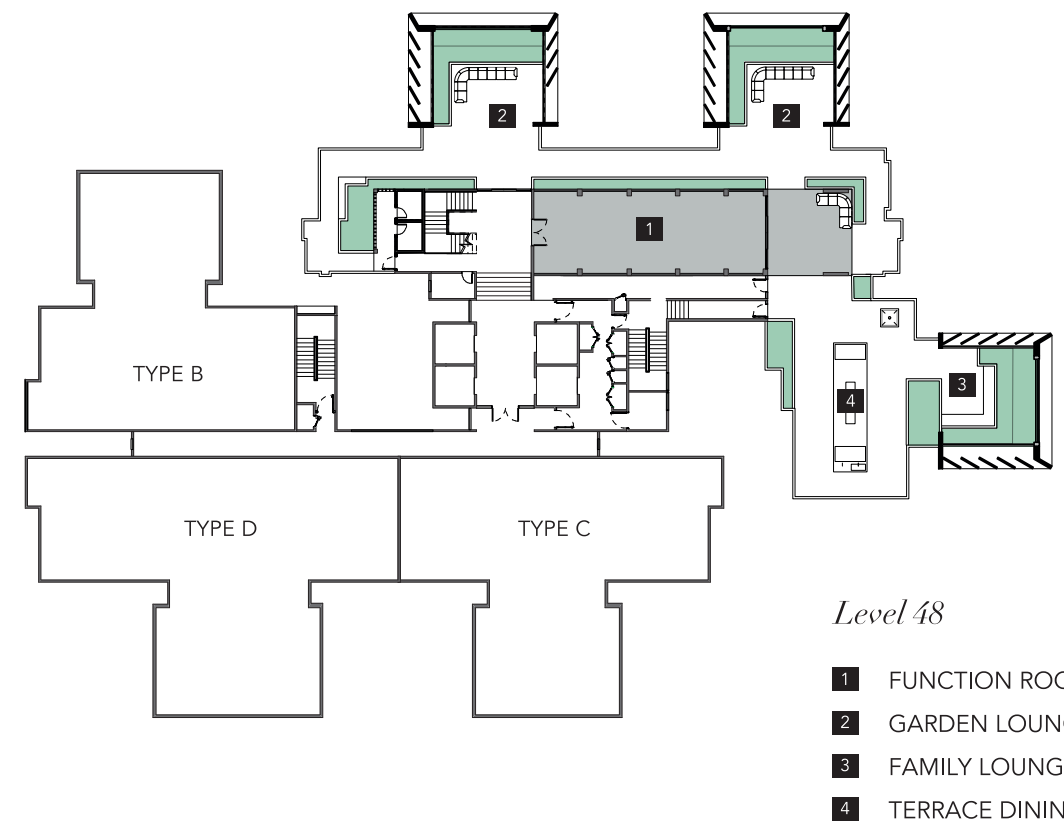 2
2
1
TYPE B
3
4
TYPE D
TYPE C
Level 48
1 FUNCTION ROO
2 GARDEN LOUN
3 FAMILY LOUNG
4 TERRACE DININ